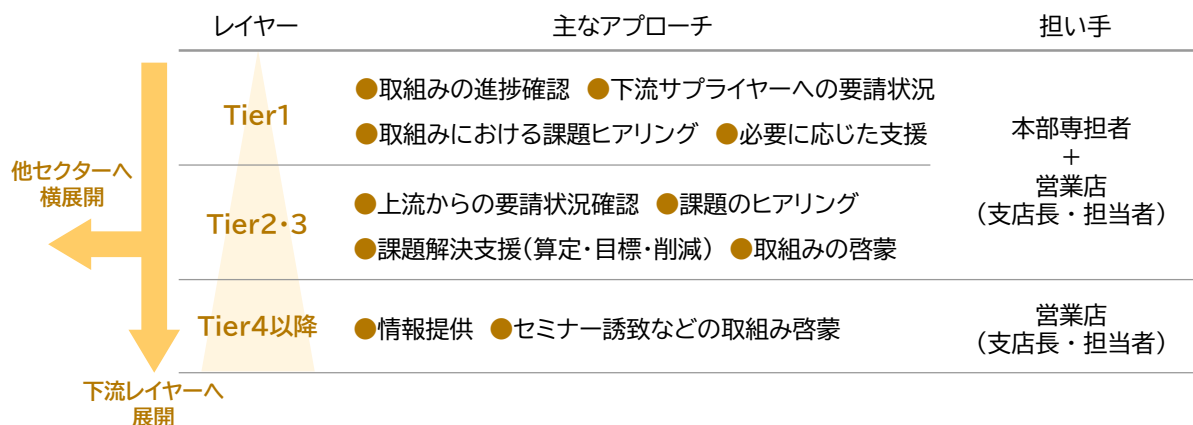 レイヤー 主なアプローチ 担い手
Tier1
●取組みの進捗確認 ●下流サプライヤーへの要請状況
●取組みにおける課題ヒアリング ●必要に応じた支援
本部専担者
+
営業店
(支店長・担当者)
他セクターへ
横展開
Tier2・3
●上流からの要請状況確認 ●課題のヒアリング
●課題解決支援(算定・目標・削減) ●取組みの啓蒙
Tier4以降
●情報提供 ●セミナー誘致などの取組み啓蒙
営業店
(支店長・担当者)
下流レイヤーへ
展開